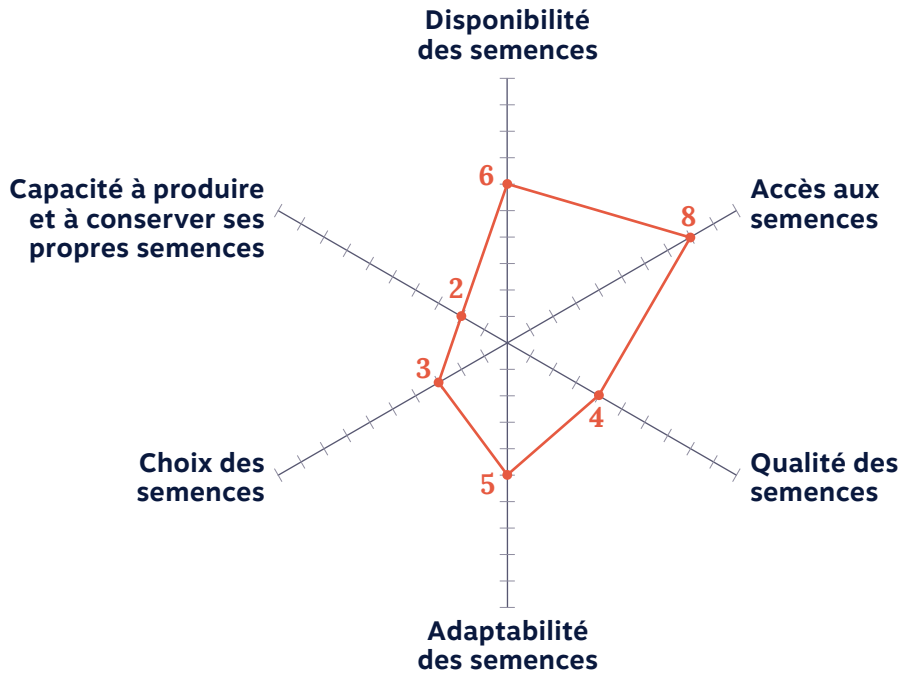 Disponibilité
des semences
6
Accès aux
semences
8
Capacité à produire
et à conserver ses
propres semences
2
3
4
Choix des
semences
Qualité des
semences
5
Adaptabilité
des semences